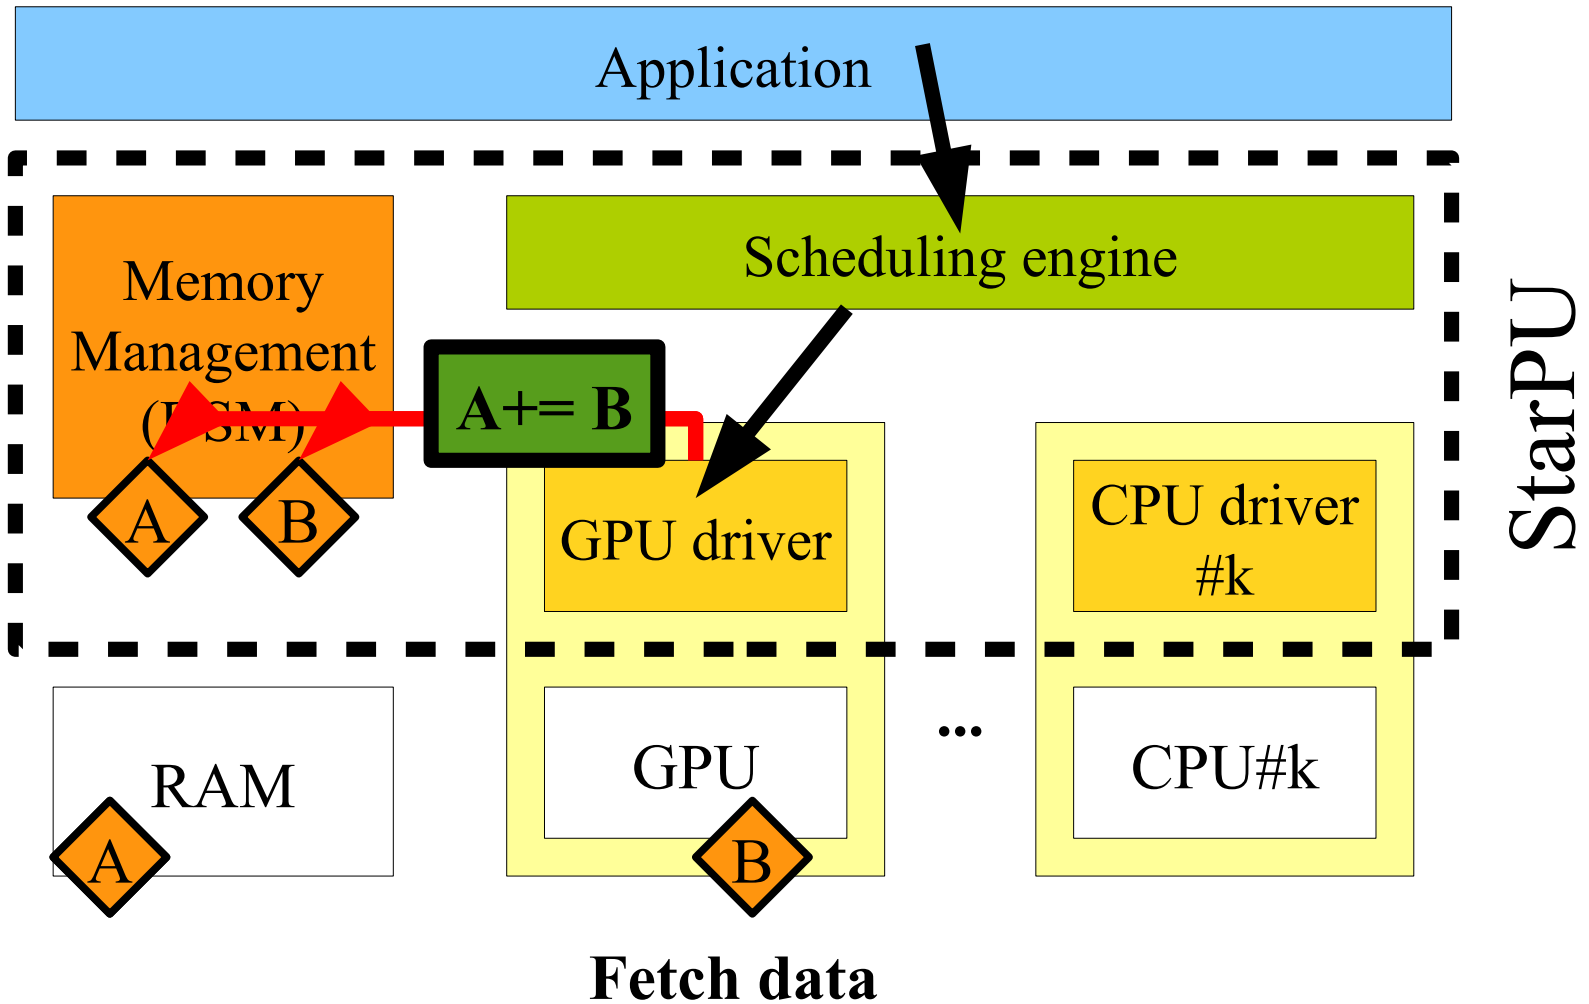 Application
Memory
Management
Scheduling engine
A+= B
A
B
GPU driver
CPU driver
#k
StarPU
RAM
A
GPU
B
...
CPU#k
Fetch data